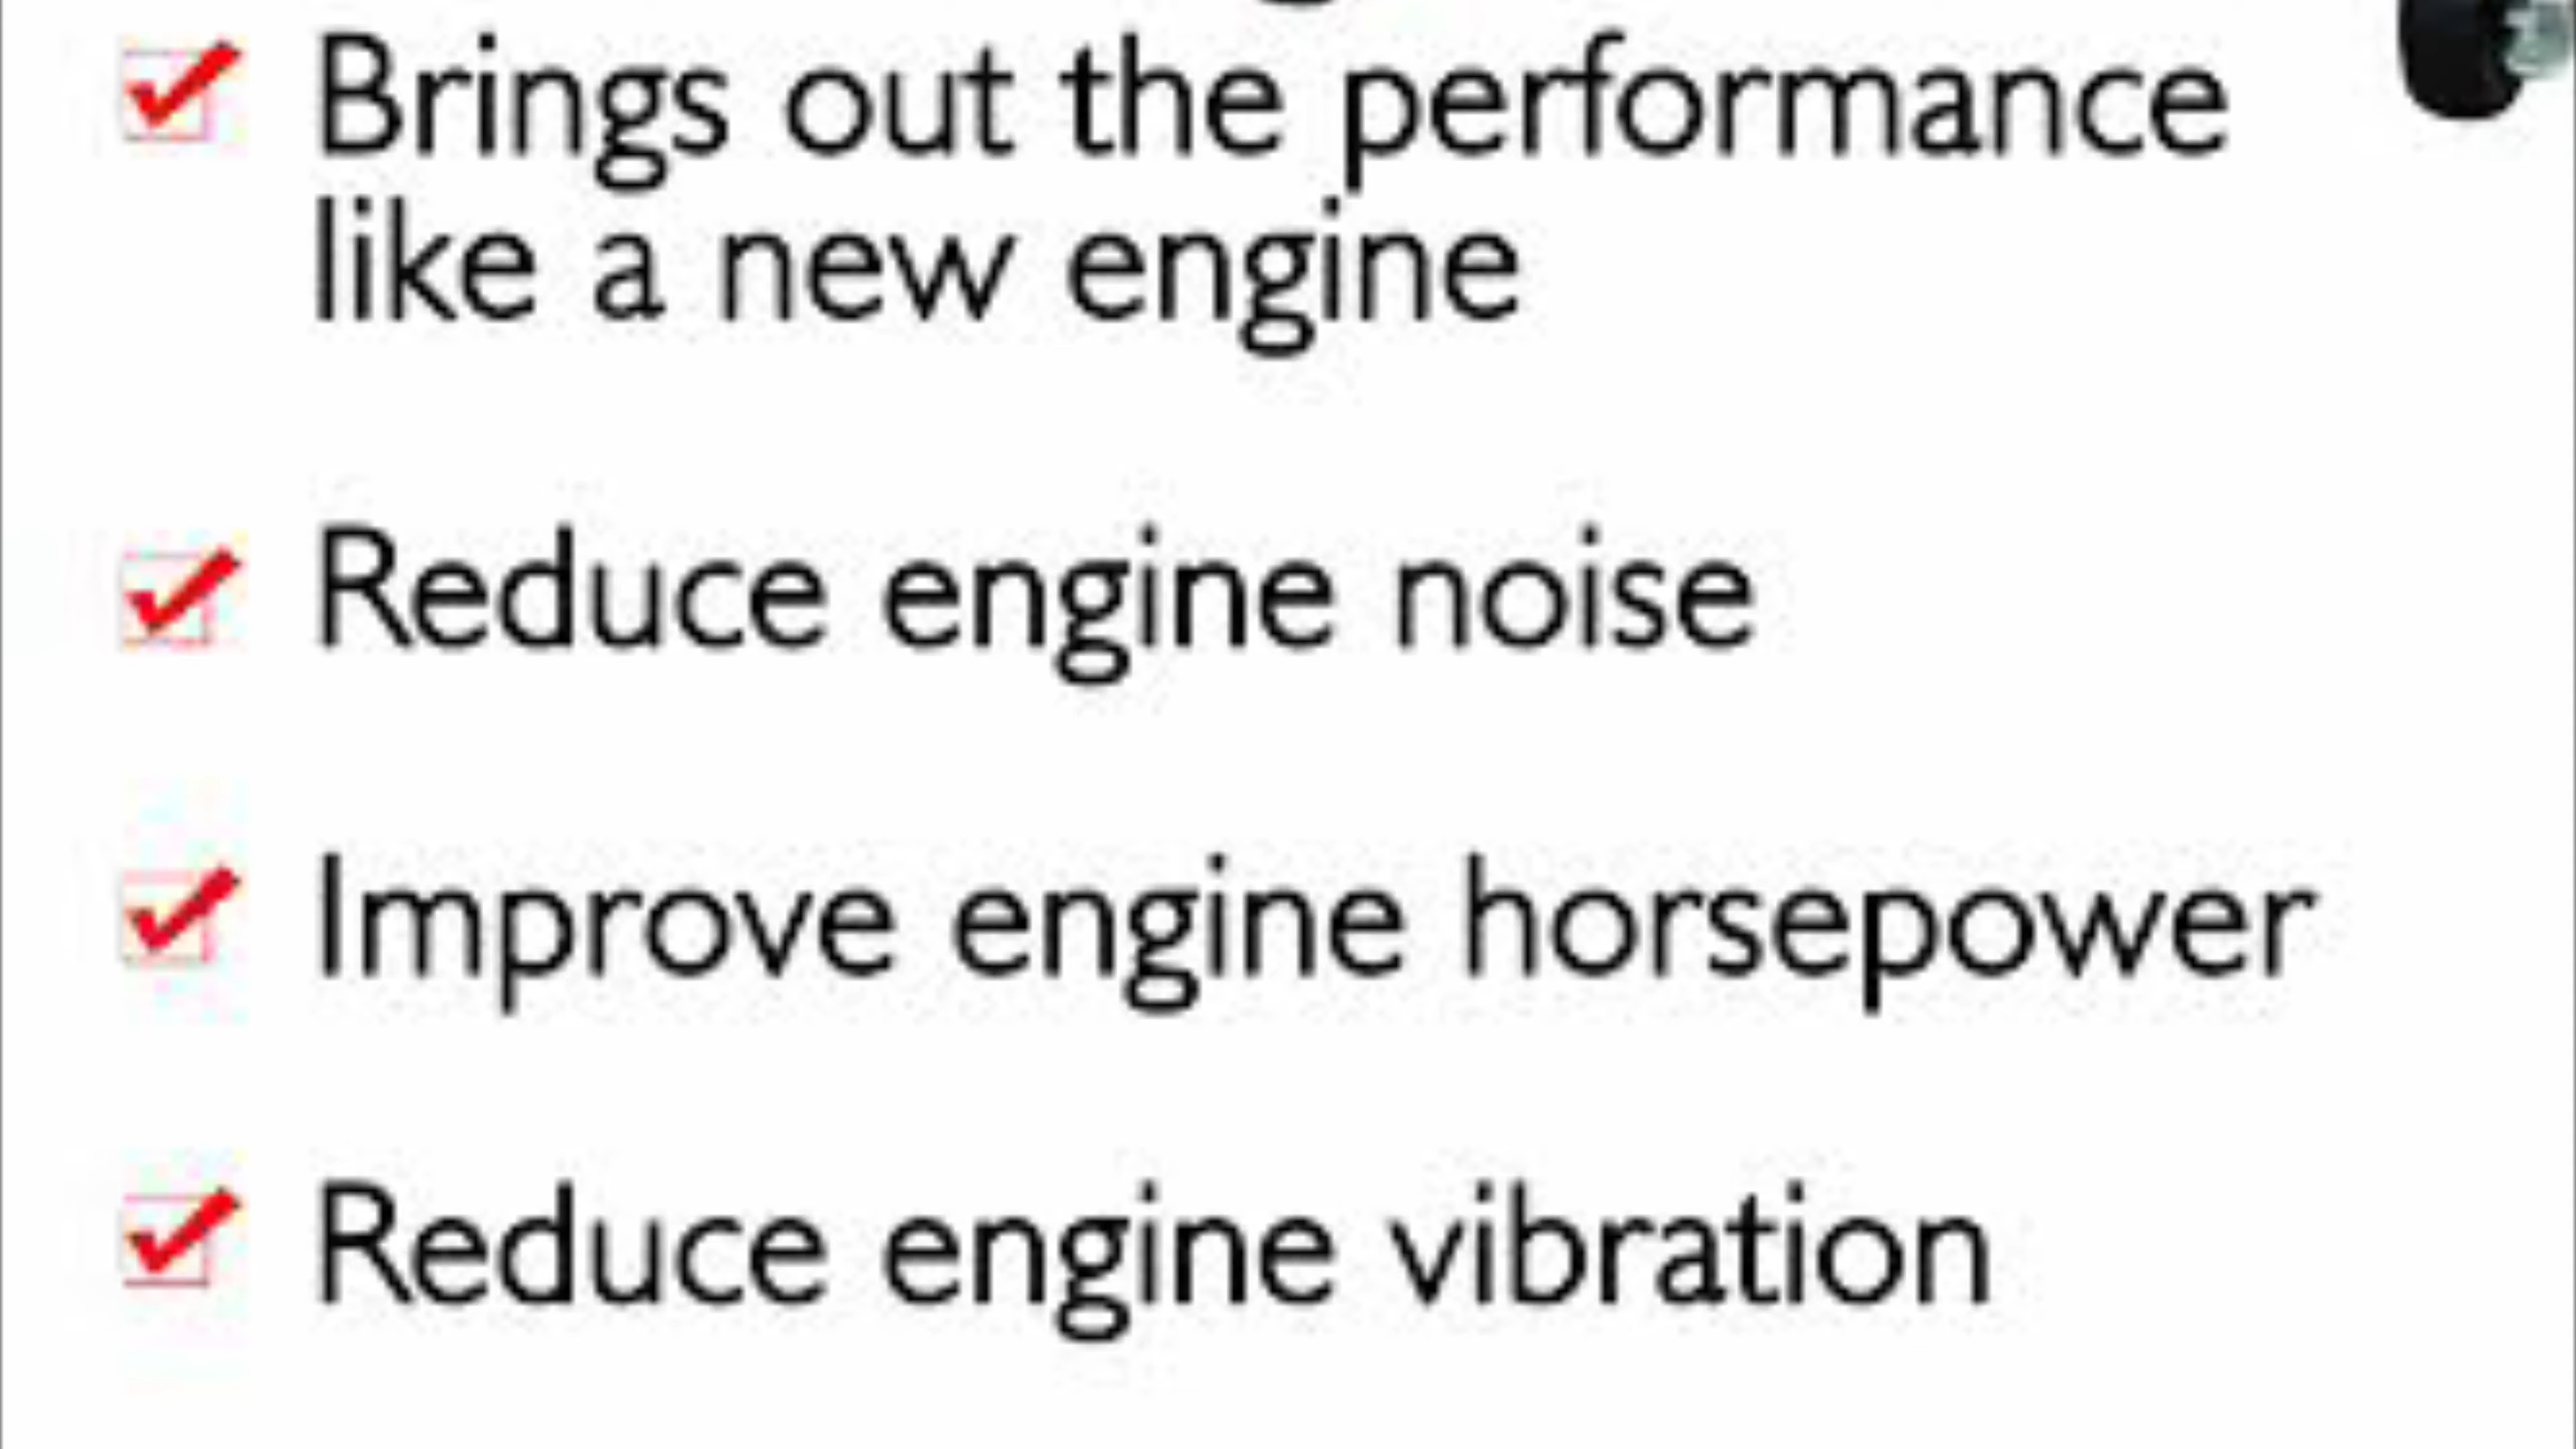 Brings out the performance
like a new engine
Reduce engine noise
Improve engine horsepower
Reduce engine vibration